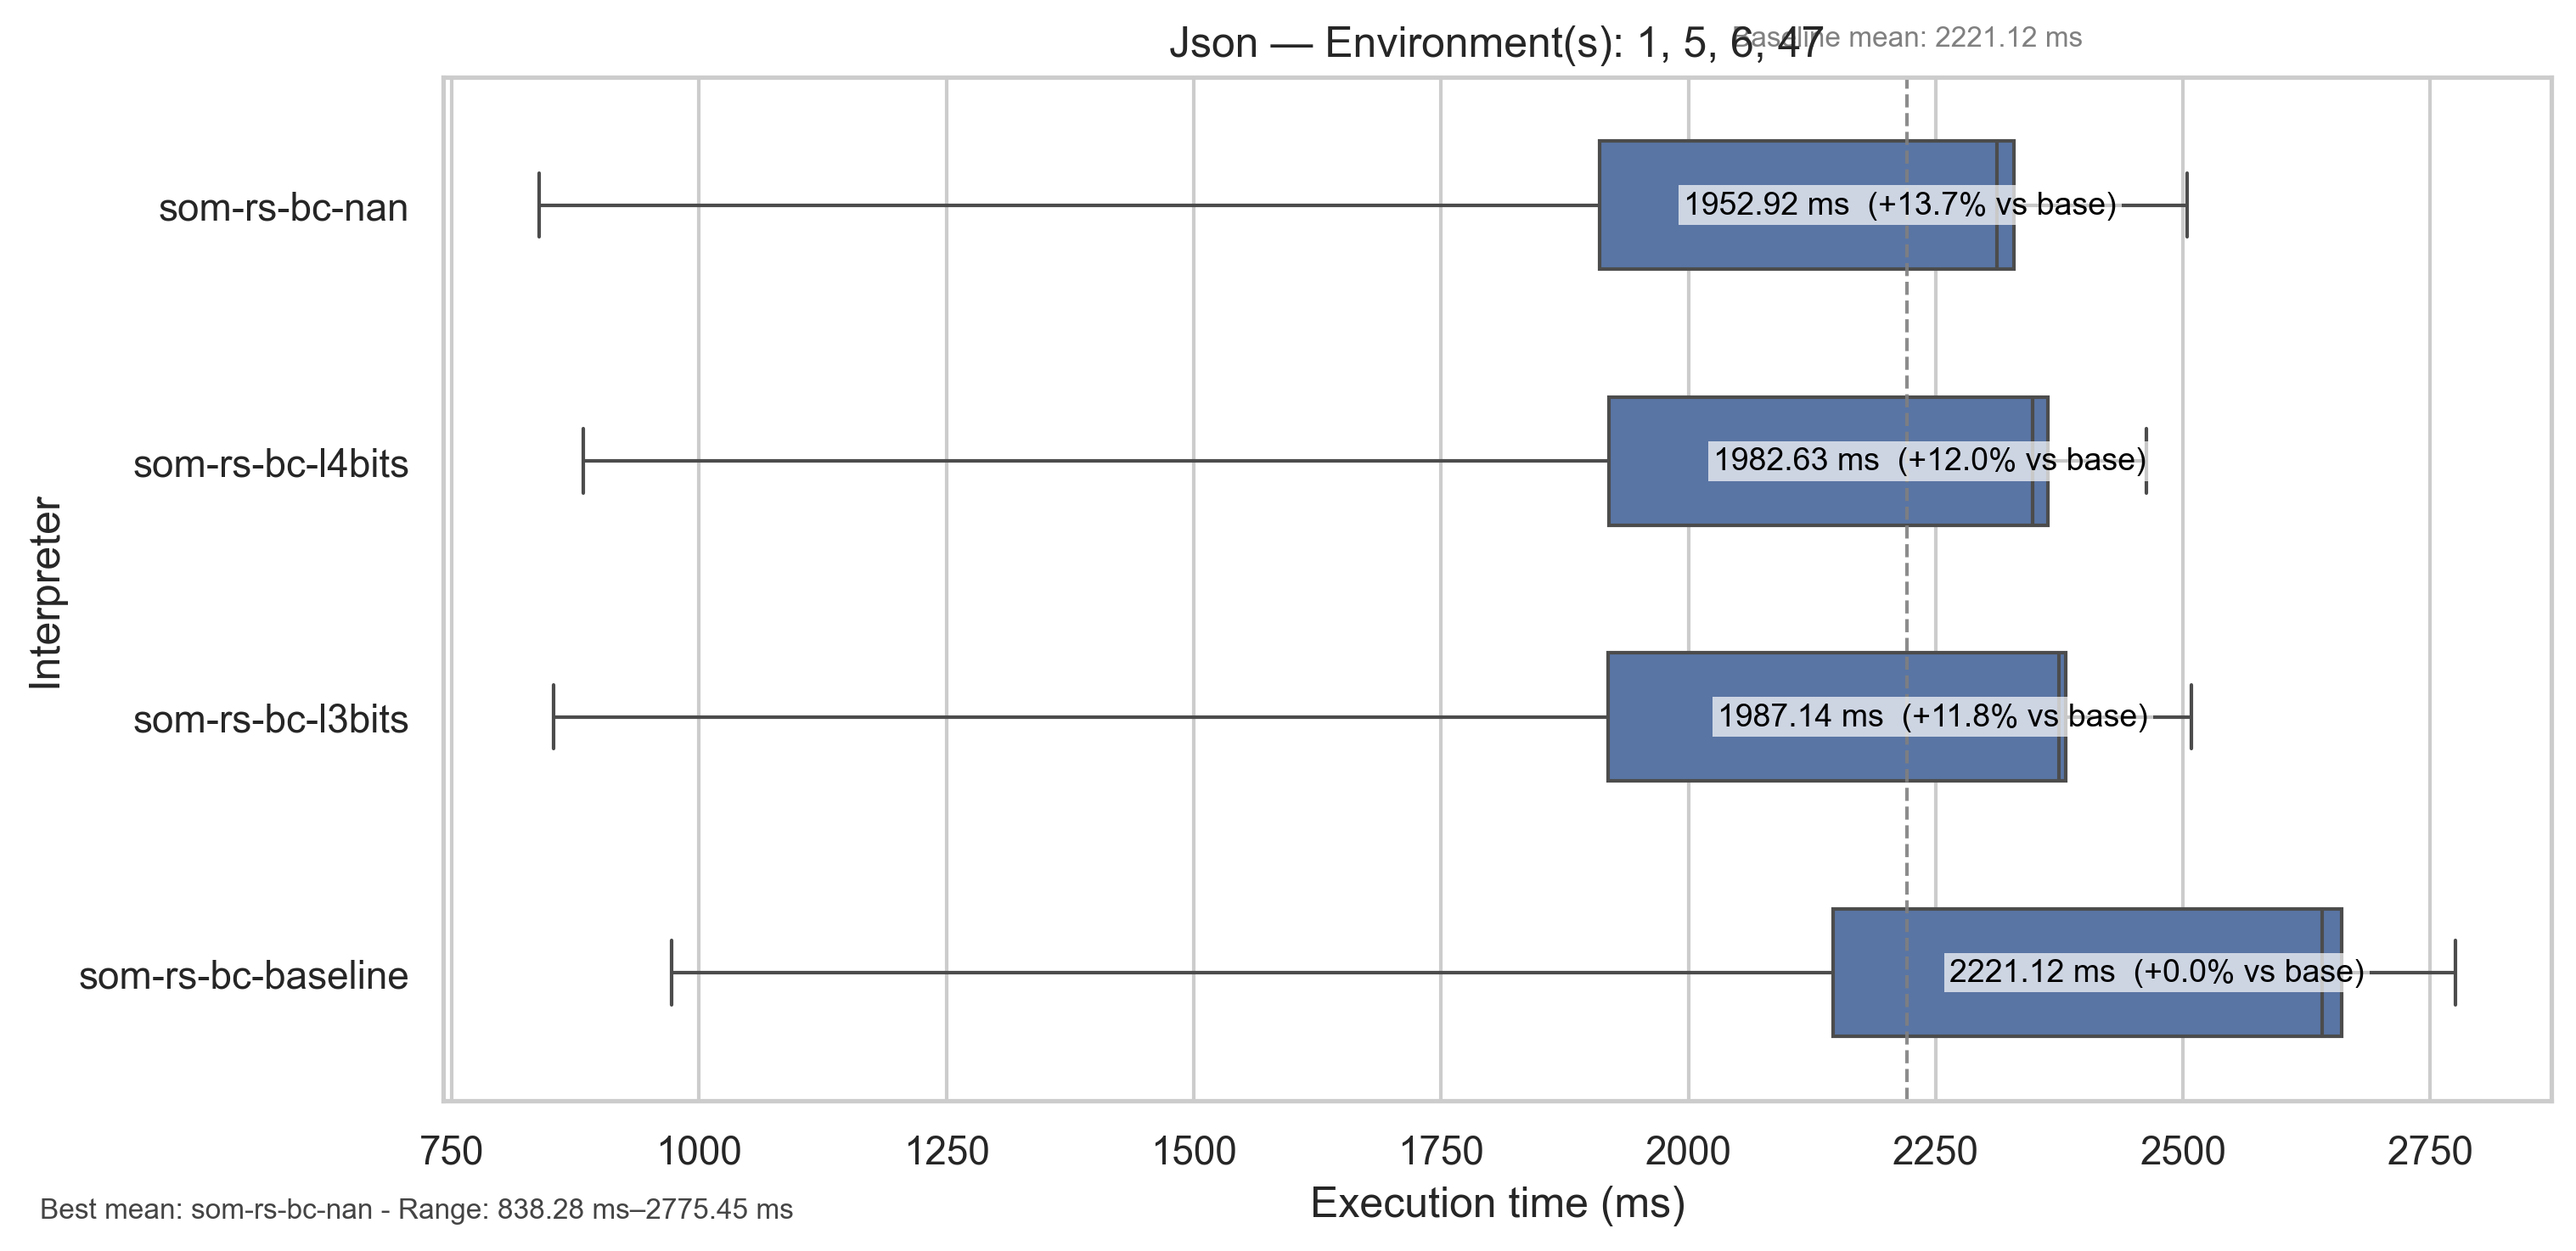 Json — Environment(s): 1, 5, 6, 47
Baseline mean: 2221.12 ms
Interpreter
som-rs-bc-nan
1952.92 ms (+13.7% vs base)
som-rs-bc-l4bits
1982.63 ms (+12.0% vs base)
som-rs-bc-l3bits
1987.14 ms (+11.8% vs base)
som-rs-bc-baseline
2221.12 ms (+0.0% vs base)
750 1000 1250 1500 1750 2000 2250 2500 2750
Execution time (ms)
Best mean: som-rs-bc-nan - Range: 838.28 ms–2775.45 ms